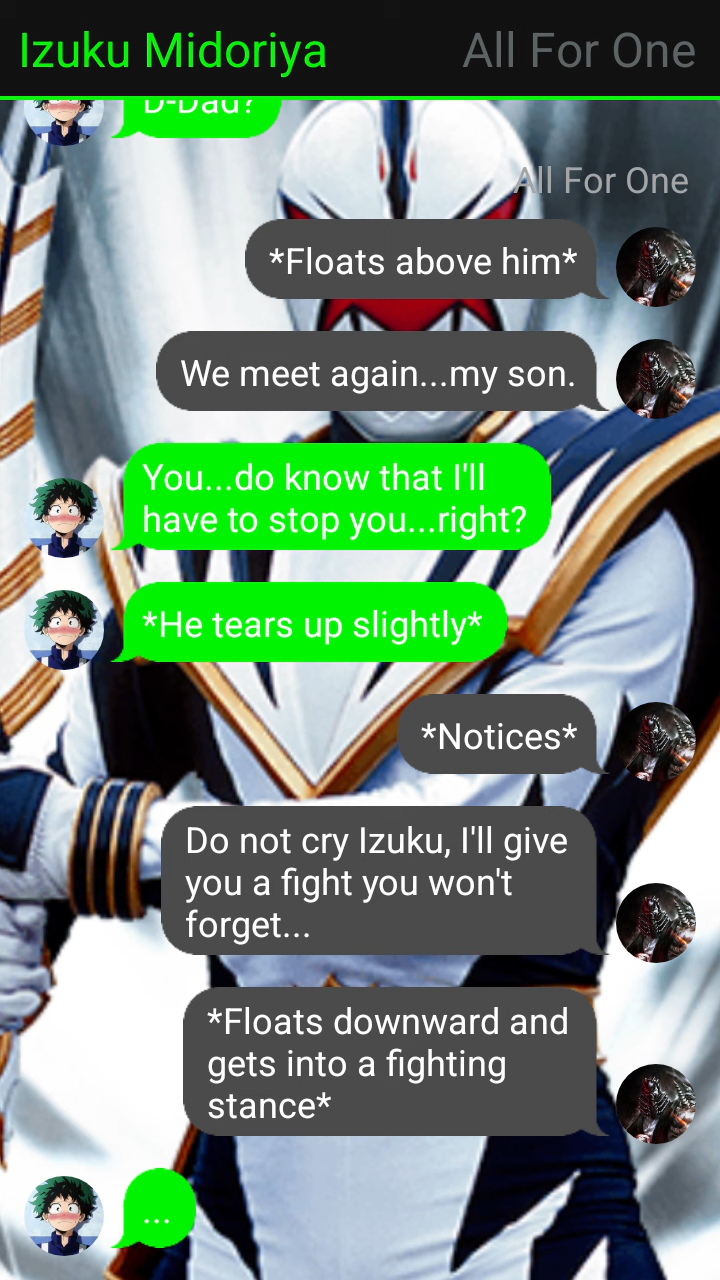 Izuku Midoriya
All For One
D-Dad?
All For One
*Floats above him*
We meet again...my son.
You...do know that I'll
have to stop you...right?
*He tears up slightly*
*Notices*
Do not cry Izuku, I'll give
you a fight you won't
forget...
*Floats downward and
gets into a fighting
stance*
...